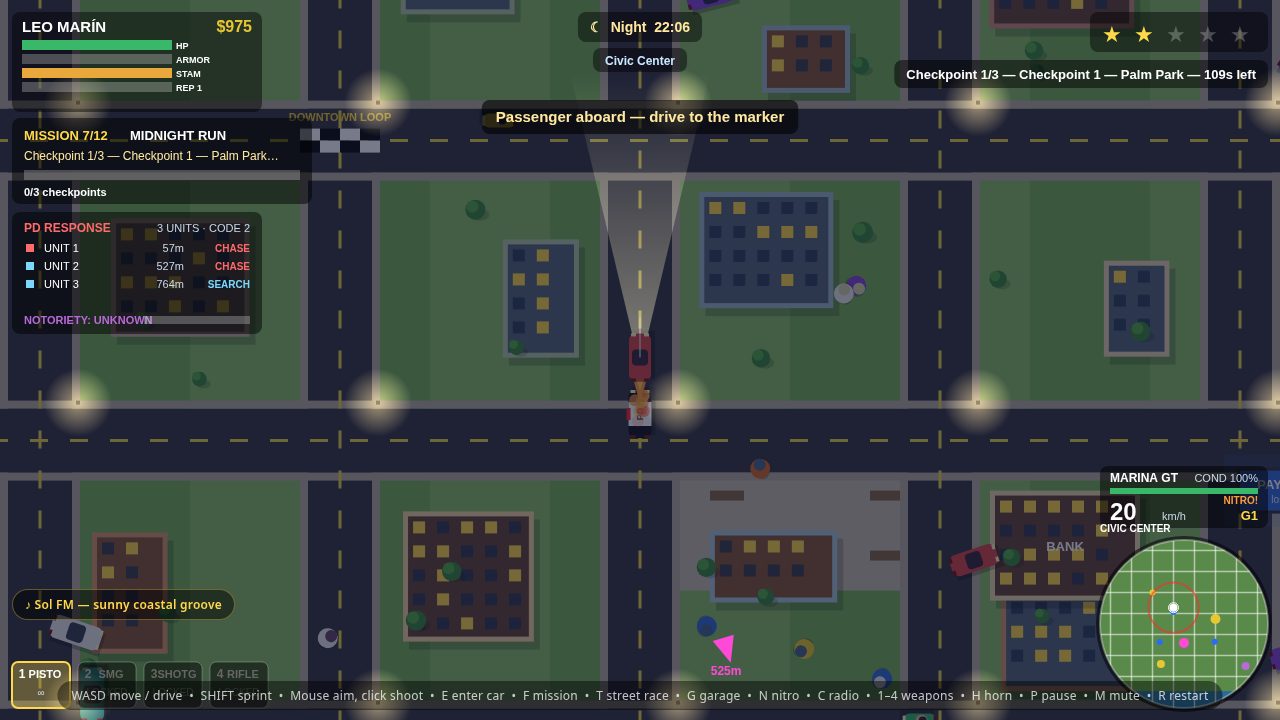 LEO MARÍN
$975
HP
ARMOR
STAM
REP 1
☾ Night 22:06
Civic Center
Checkpoint 1/3 — Checkpoint 1 — Palm Park — 109s left
Passenger aboard — drive to the marker
DOWNTOWN LOOP
MISSION 7/12 MIDNIGHT RUN
Checkpoint 1/3 — Checkpoint 1 — Palm Park…
0/3 checkpoints
PD RESPONSE 3 UNITS · CODE 2
UNIT 1 57m CHASE
UNIT 2 527m CHASE
UNIT 3 764m SEARCH
NOTORIETY: UNKNOWN
MARINA GT COND 100%
NITRO!
20 km/h G1
CIVIC CENTER
BANK
♪ Sol FM — sunny coastal groove
525m
1 PISTO
∞
2 SMG
3 SHOTG
4 RIFLE
WASD move / drive • SHIFT sprint • Mouse aim, click shoot • E enter car • F mission • T street race • G garage • N nitro • C radio • 1–4 weapons • H horn • P pause • M mute • R restart